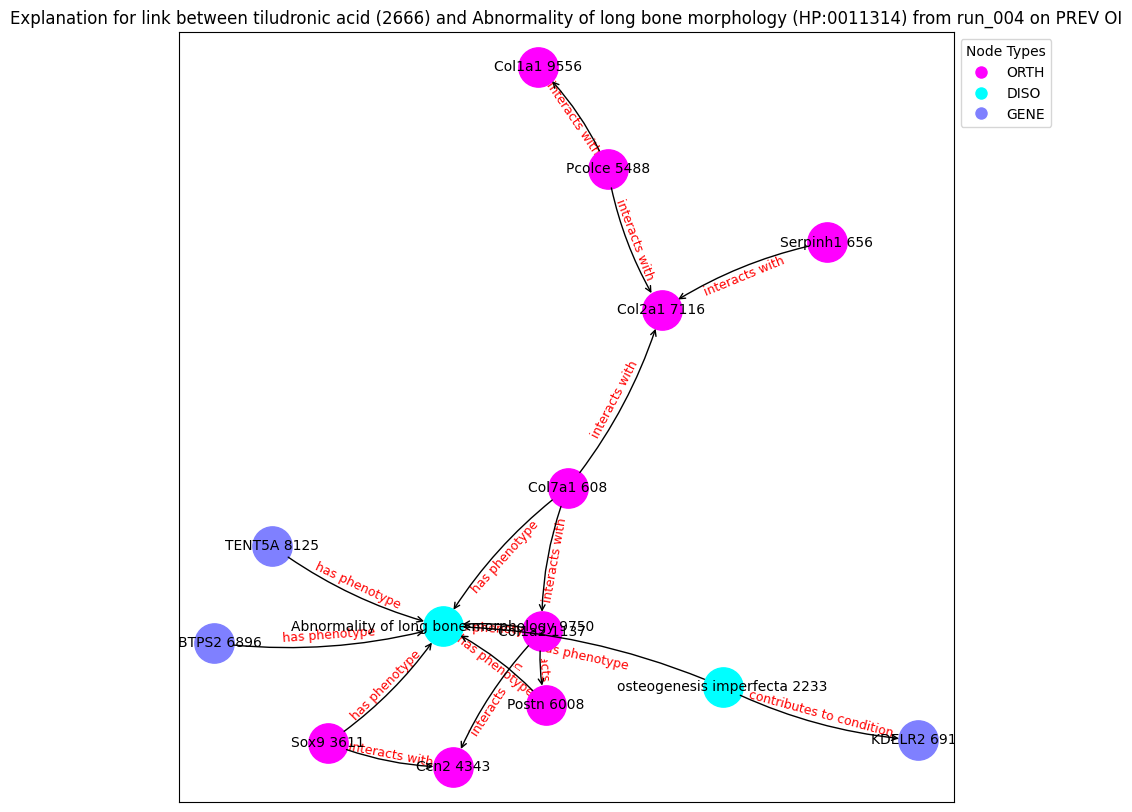 Explanation for link between tiludronic acid (2666) and Abnormality of long bone morphology (HP:0011314) from run_004 on PREV OI
Node Types
ORTH
DISO
GENE
Col1a1 9556
interacts with
Pcolce 5488
interacts with
Serpinh1 656
interacts with
Col2a1 7116
interacts with
Col7a1 608
has phenotype
interacts with
TENT5A 8125
has phenotype
Abnormality of long bone morphology 9750
1137
BTPS2 6896
has phenotype
has phenotype
has phenotype
has phenotype
osteogenesis imperfecta 2233
contributes to condition
Postn 6008
interacts
Sox9 3611
interacts with
Ccn2 4343
KDELR2 691